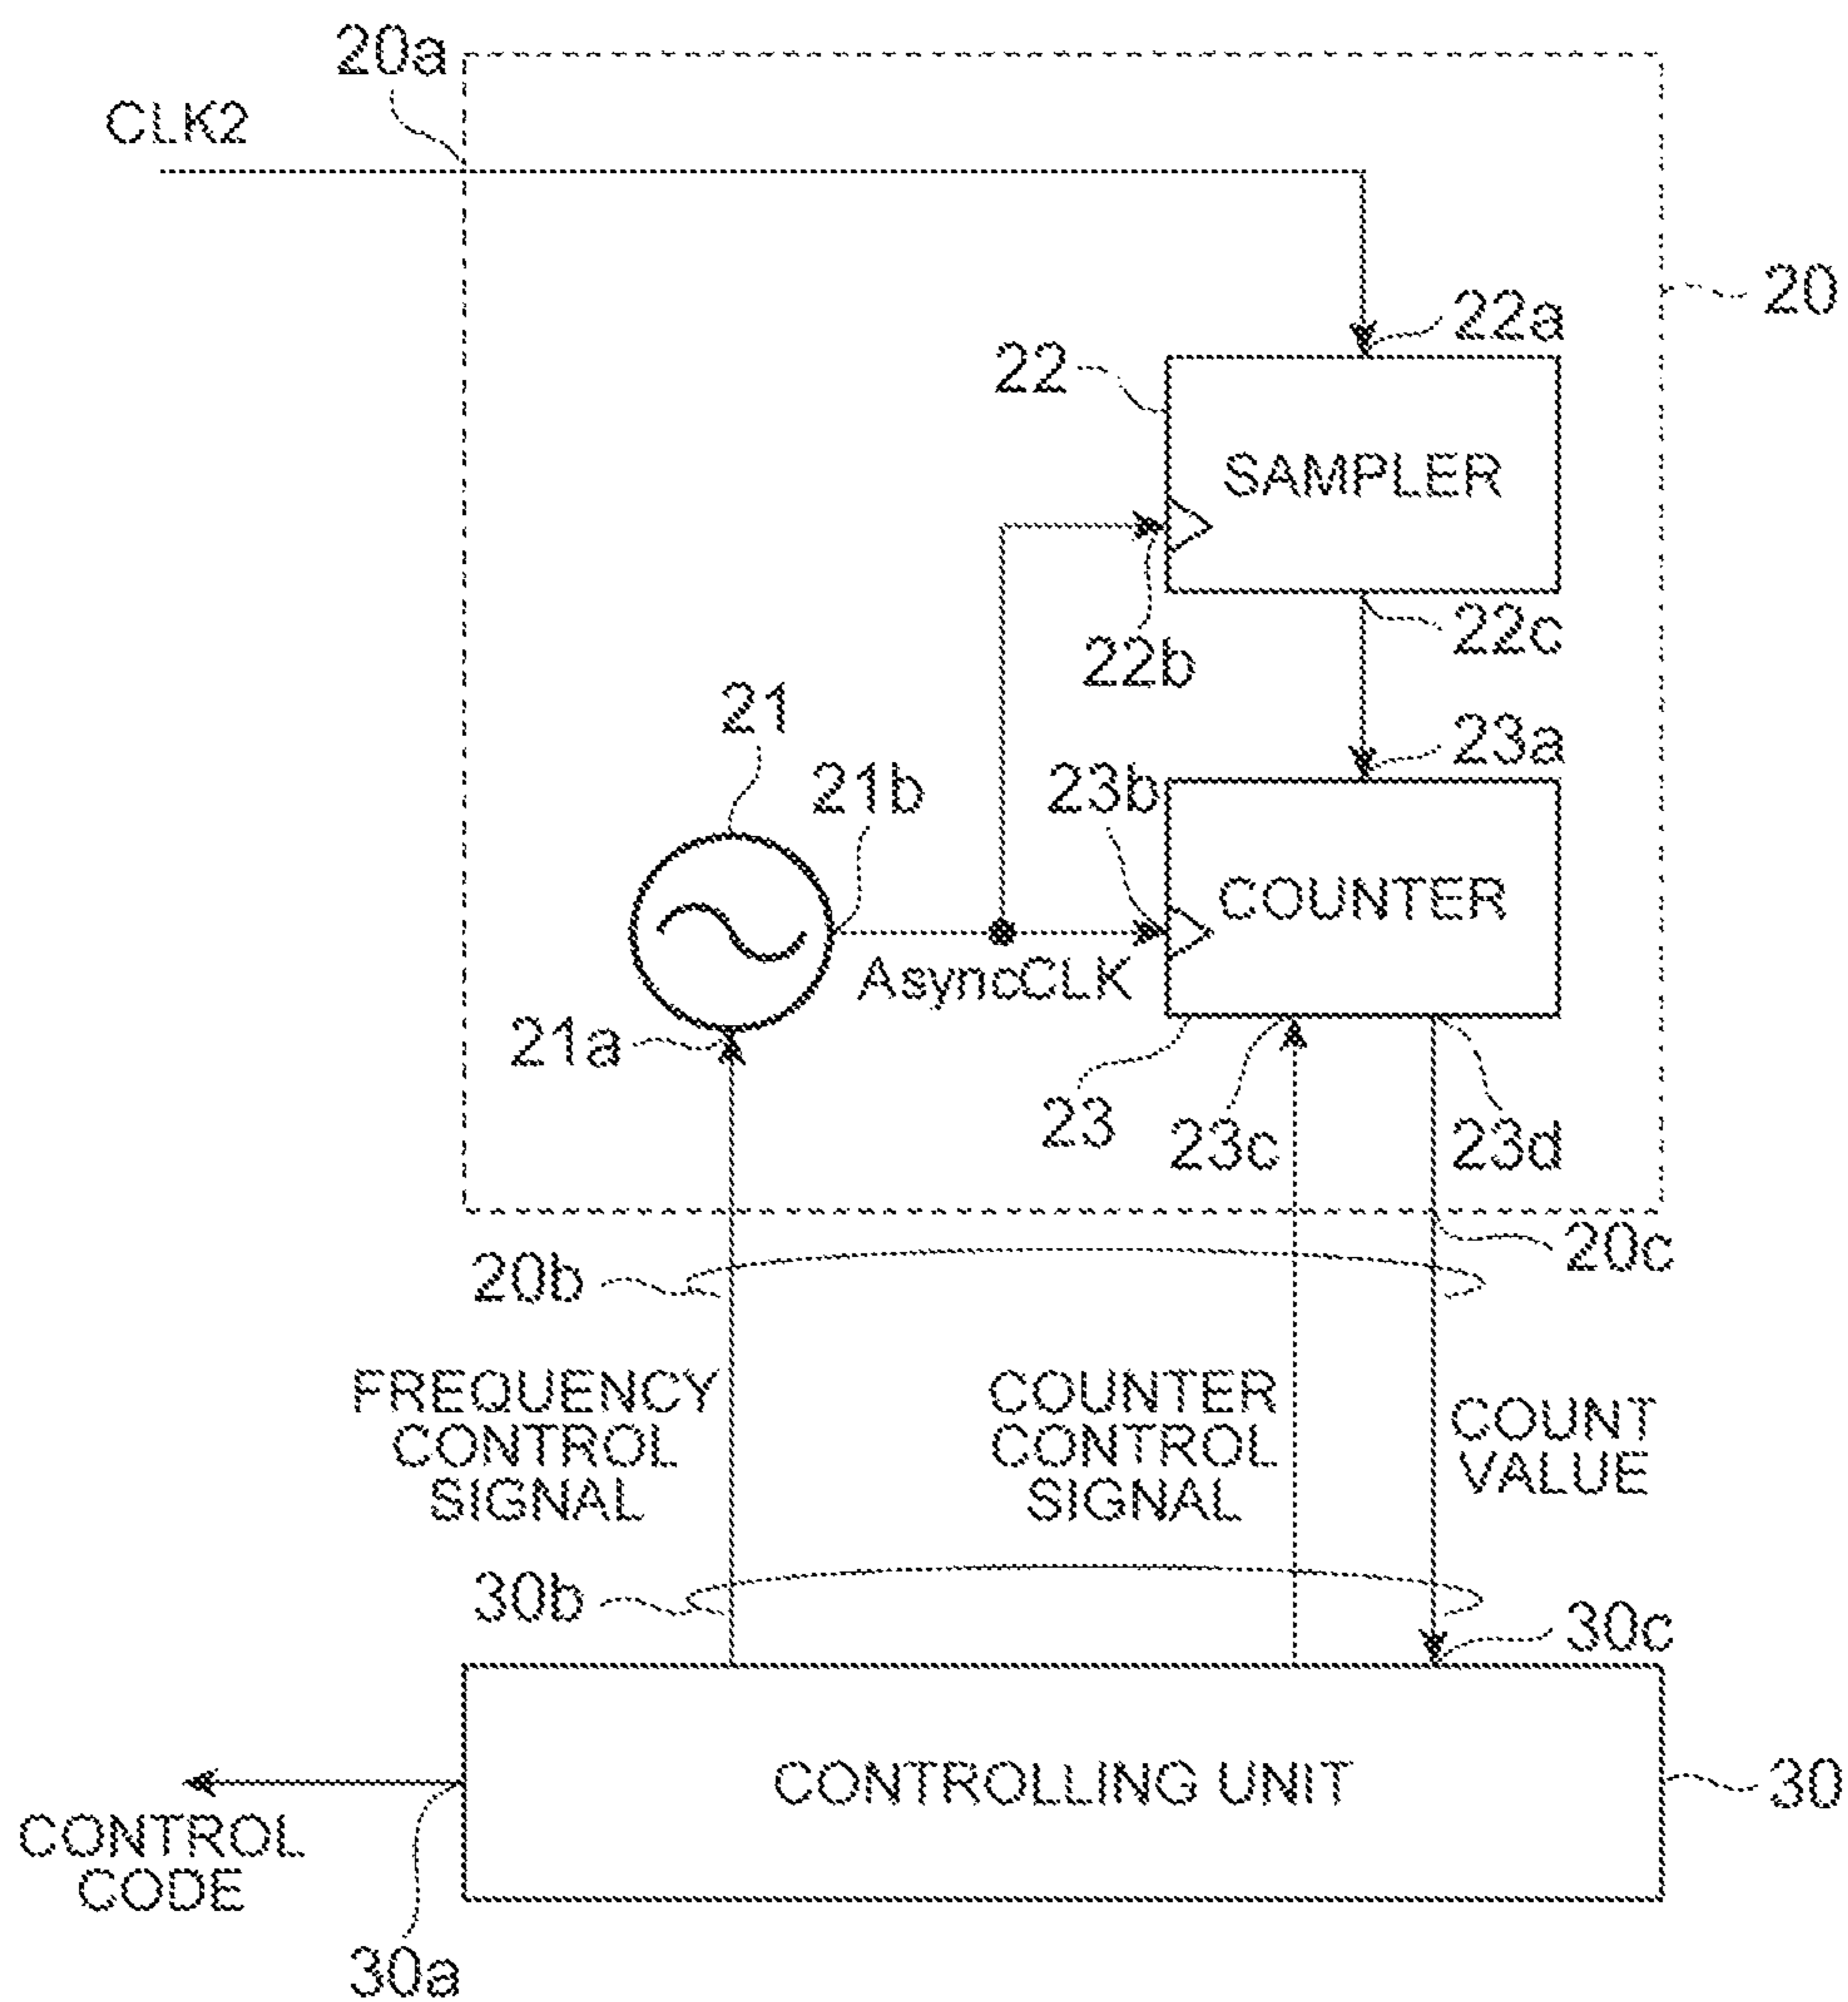 20a
CLK2
20
22a
22
SAMPLER
22b
22c
21
23a
21b
23b
COUNTER
AsyncCLK
21a
23
23c
23d
20b
20c
FREQUENCY
CONTROL
SIGNAL
COUNTER
CONTROL
SIGNAL
COUNT
VALUE
30b
30c
CONTROLLING UNIT
30
CONTROL
CODE
30a